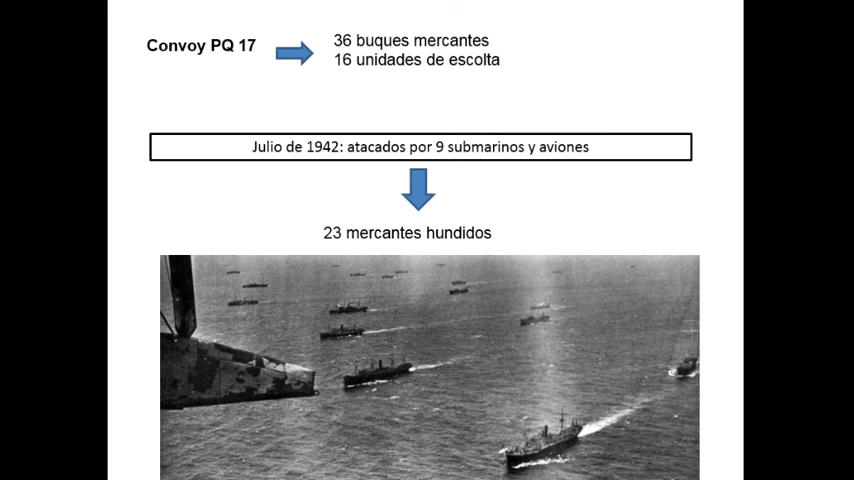 Convoy PQ 17
36 buques mercantes
16 unidades de escolta
Julio de 1942: atacados por 9 submarinos y aviones
23 mercantes hundidos